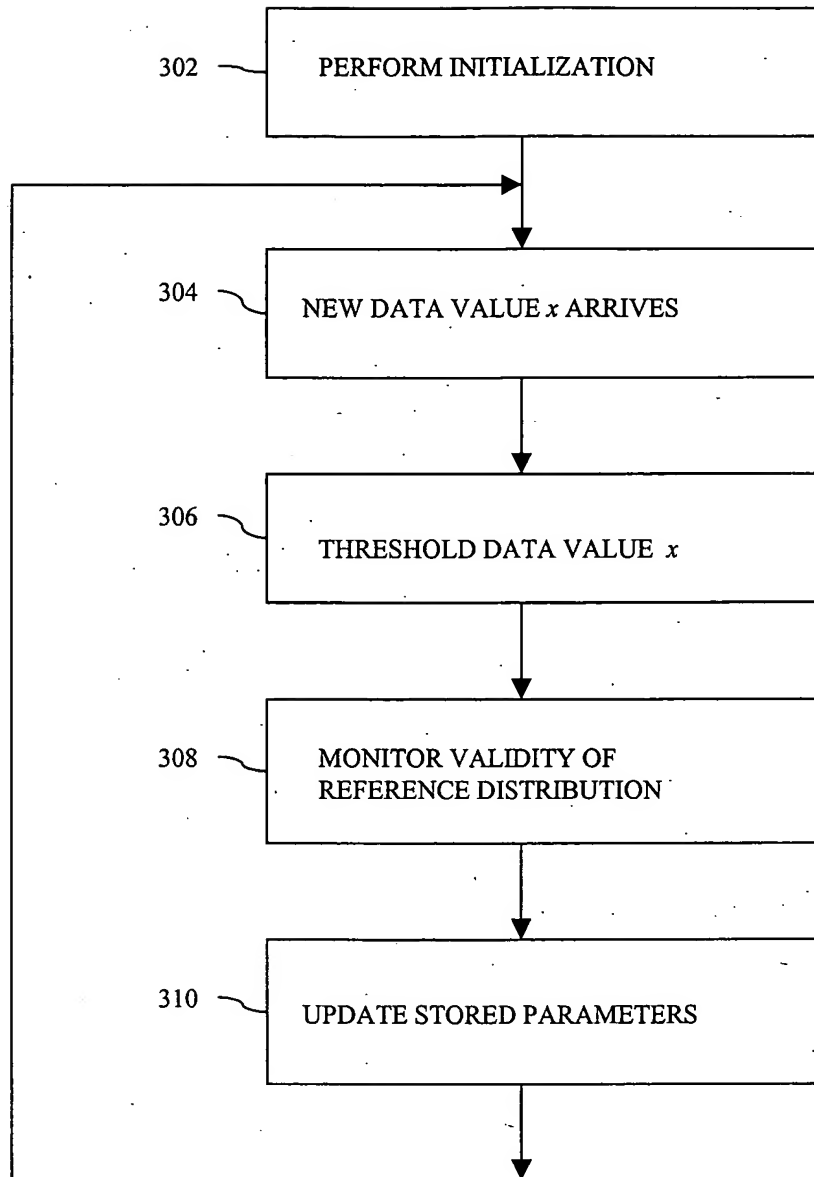 302 PERFORM INITIALIZATION
304 NEW DATA VALUE x ARRIVES
306 THRESHOLD DATA VALUE x
308 MONITOR VALIDITY OF
REFERENCE DISTRIBUTION
310 UPDATE STORED PARAMETERS